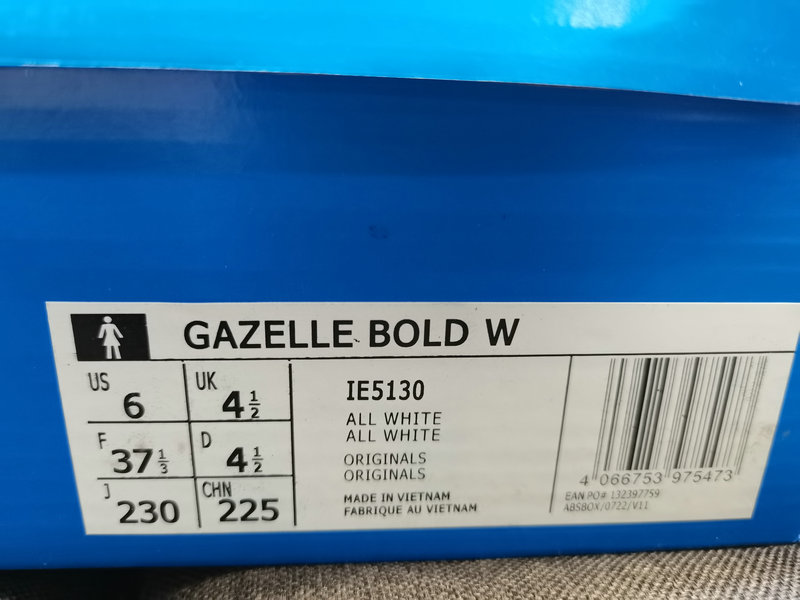 GAZELLE BOLD W
US 6 UK 4 1/2
F 37 1/3 D 4 1/2
J 230 CHN 225
IE5130
ALL WHITE
ALL WHITE
ORIGINALS
ORIGINALS
MADE IN VIETNAM
FABRIQUE AU VIETNAM
4 066753 975473
EAN PO# 132397759
ABSBOX/0722/V11